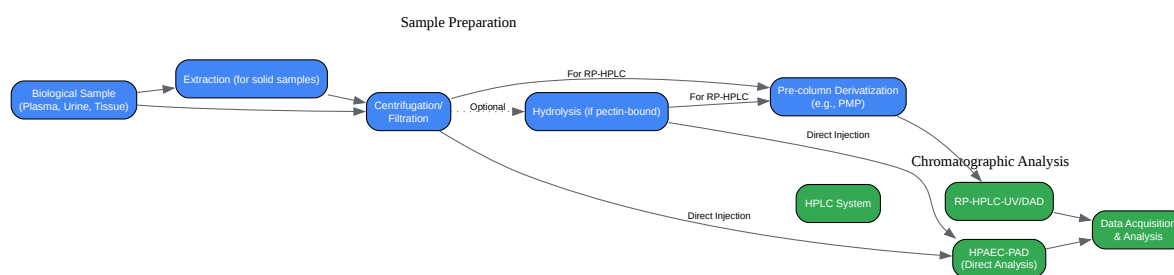 Sample Preparation
Biological Sample
(Plasma, Urine, Tissue)
Extraction (for solid samples)
Centrifugation/
Filtration
Optional
Hydrolysis (if pectin-bound)
For RP-HPLC
For RP-HPLC
Pre-column Derivatization
(e.g., PMP)
Direct Injection
Direct Injection
Chromatographic Analysis
HPLC System
RP-HPLC-UV/DAD
HPAEC-PAD
(Direct Analysis)
Data Acquisition
& Analysis